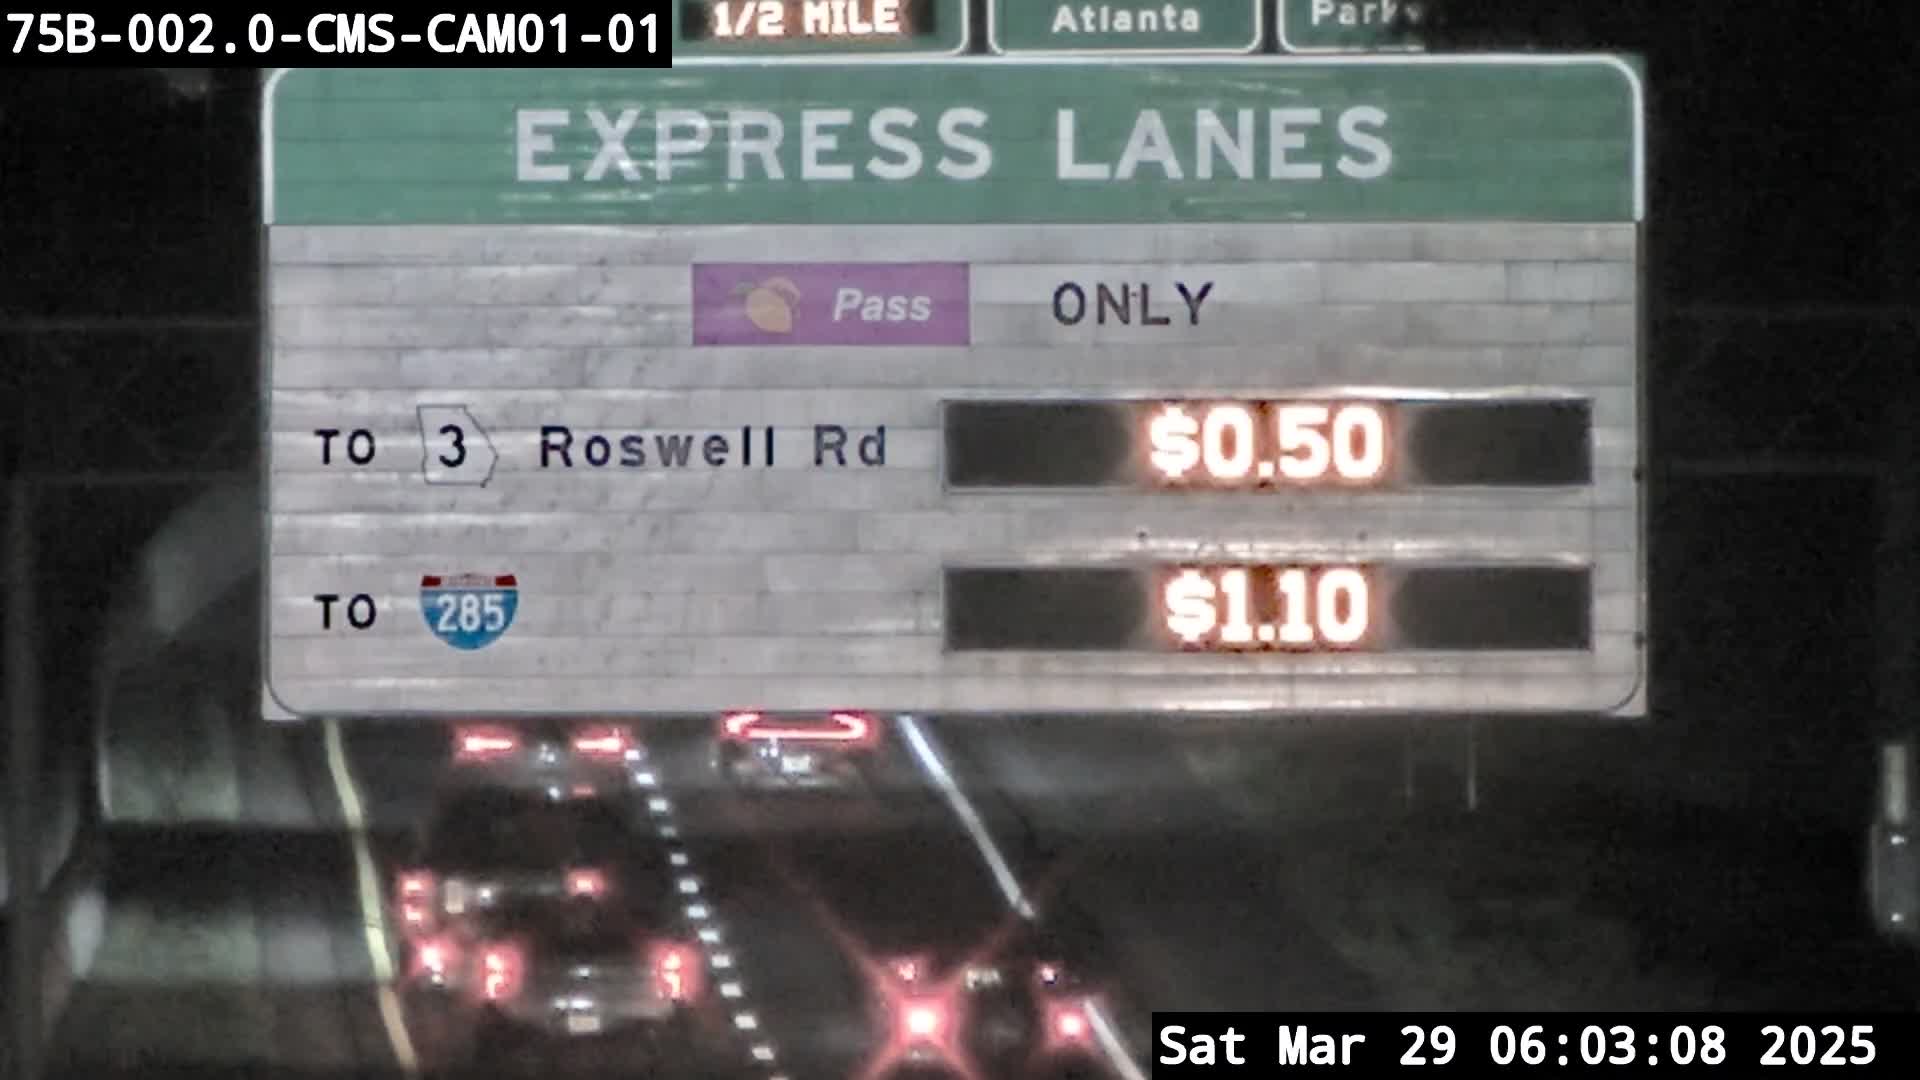 75B-002.0-CMS-CAM01-01
1/2 MILE
Atlanta
EXPRESS LANES
Pass ONLY
TO 3 Roswell Rd $0.50
TO 285 $1.10
Sat Mar 29 06:03:08 2025